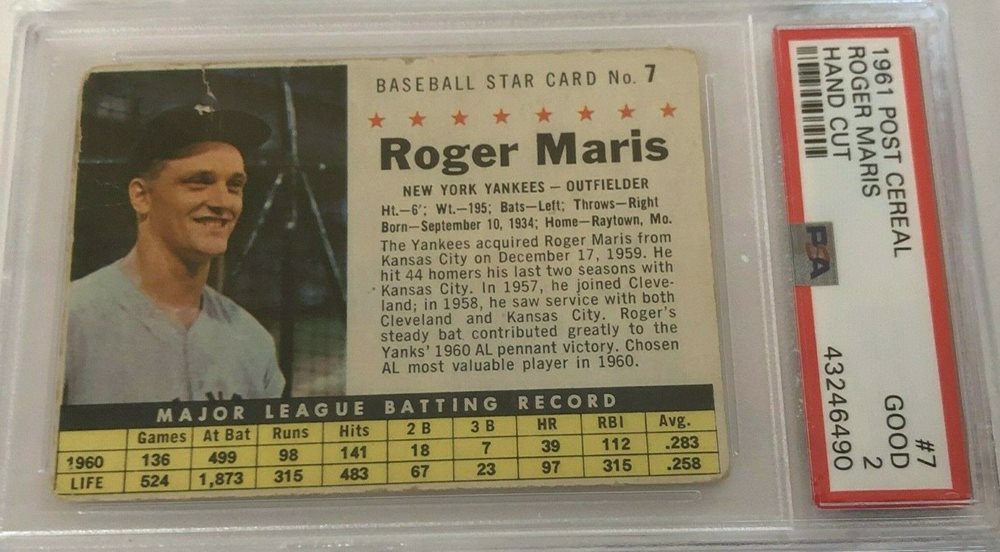 BASEBALL STAR CARD No. 7
Roger Maris
NEW YORK YANKEES – OUTFIELDER
Ht.—6'; Wt.—195; Bats—Left; Throws—Right
Born—September 10, 1934; Home—Raytown, Mo.
The Yankees acquired Roger Maris from
Kansas City on December 17, 1959. He
hit 44 homers his last two seasons with
Kansas City. In 1957, he joined Cleve-
land; in 1958, he saw service with both
Cleveland and Kansas City. Roger's
steady bat contributed greatly to the
Yanks' 1960 AL pennant victory. Chosen
AL most valuable player in 1960.
MAJOR LEAGUE BATTING RECORD
Games At Bat Runs Hits 2 B 3 B HR RBI Avg.
1960 136 499 98 141 18 7 39 112 .283
LIFE 524 1,873 315 483 67 23 97 315 .258
1961 POST CEREAL #7
ROGER MARIS GOOD
HAND CUT 2
PSA 43246490